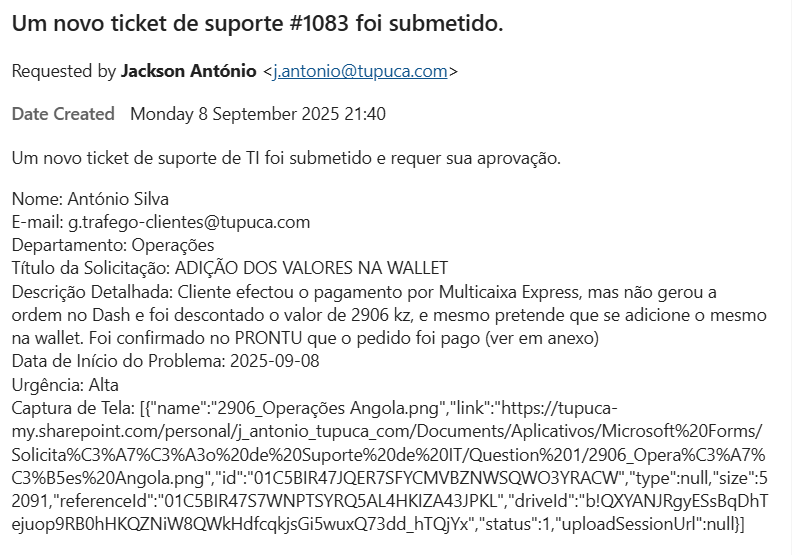 Um novo ticket de suporte #1083 foi submetido.
Requested by Jackson António <j.antonio@tupuca.com>
Date Created Monday 8 September 2025 21:40
Um novo ticket de suporte de TI foi submetido e requer sua aprovação.
Nome: António Silva
E-mail: g.trafego-clientes@tupuca.com
Departamento: Operações
Título da Solicitação: ADIÇÃO DOS VALORES NA WALLET
Descrição Detalhada: Cliente efectou o pagamento por Multicaixa Express, mas não gerou a
ordem no Dash e foi descontado o valor de 2906 kz, e mesmo pretende que se adicione o mesmo
na wallet. Foi confirmado no PRONTU que o pedido foi pago (ver em anexo)
Data de Início do Problema: 2025-09-08
Urgência: Alta
Captura de Tela: [{"name":"2906_Operações Angola.png","link":"https://tupuca-
my.sharepoint.com/personal/j_antonio_tupuca_com/Documents/Aplicativos/Microsoft%20Forms/
Solicita%C3%A7%C3%A3o%20de%20Suporte%20de%20IT/Question%201/2906_Opera%C3%A7%
C3%B5es%20Angola.png","id":"01C5BIR47JQER7SFYCMVBZNWSQWO3YRACW","type":null,"size":5
2091,"referenceId":"01C5BIR47S7WNPTSYRQ5AL4HKIZA43JPKL","driveId":"b!QXYANJRgyESsBqDhT
ejuop9RB0hHKQZNiW8QWkHdfcqkjsGi5wuxQ73dd_hTQjYx","status":1,"uploadSessionUrl":null}]